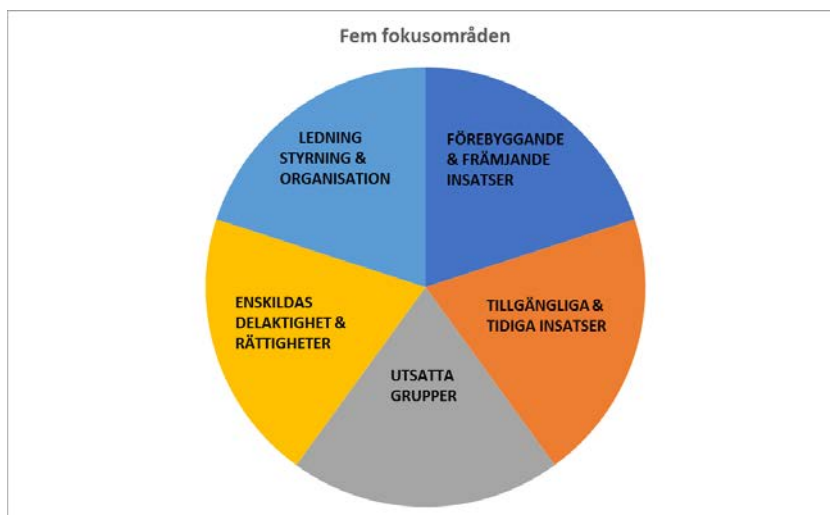 Fem fokusområden
LEDNING
STYRNING &
ORGANISATION
FÖREBYGGANDE
& FRÄMJANDE
INSATSER
ENSKILDAS
DELAKTIGHET &
RÄTTIGHETER
TILLGÄNGLIGA &
TIDIGA INSATSER
UTSATTA
GRUPPER